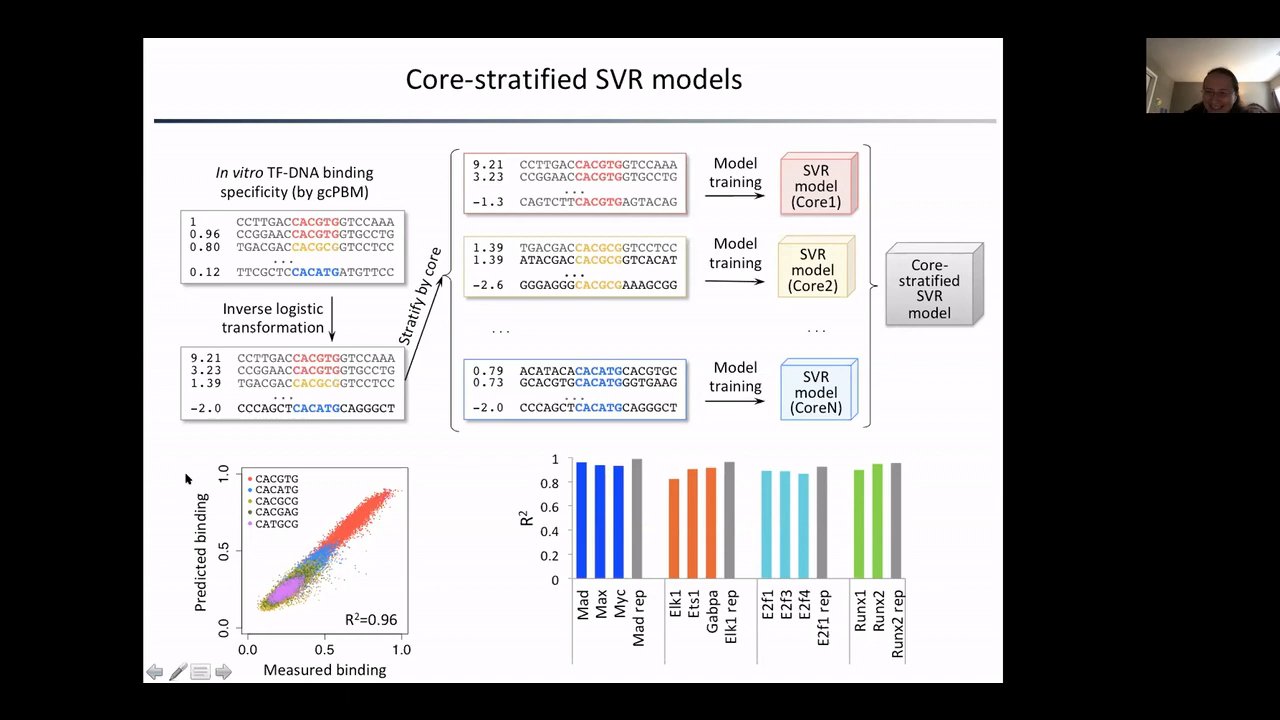 Core-stratified SVR models
In vitro TF-DNA binding
specificity (by gcPBM)
1 CCTTGACCACGTGGTCCAAA
0.96 CCGGAACCACGTGGTGCCTG
0.80 TGACGACCACGCGGTCCTCC
...
0.12 TTCGCTCCACATGATGTTCC
Inverse logistic
transformation
9.21 CCTTGACCACGTGGTCCAAA
3.23 CCGGAACCACGTGGTGCCTG
1.39 TGACGACCACGCGGTCCTCC
...
-2.0 CCCAGCTCACATGCAGGGCT
Stratify by core
9.21 CCTTGACCACGTGGTCCAAA
3.23 CCGGAACCACGTGGTGCCTG
...
-1.3 CAGTCTTCACGTGAGTACAG
Model
training
SVR
model
(Core1)
1.39 TGACGACCACGCGGTCCTCC
1.39 ATACGACCACGCGGTCACAT
...
-2.6 GGGAGGGCACGCGAAAGCGG
Model
training
SVR
model
(Core2)
...
...
0.79 ACATACACACATGCACGTGC
0.73 GCACGTGCACATGGGTGAAG
...
-2.0 CCCAGCTCACATGCAGGGCT
Model
training
SVR
model
(CoreN)
Core-
stratified
SVR
model
Predicted binding
1.0
0.5
0.0
CACGTG
CACATG
CACGCG
CACGAG
CATGCG
R²=0.96
0.0 0.5 1.0
Measured binding
R²
1
0.8
0.6
0.4
0.2
0
Mad
Max
Myc
Mad rep
Elk1
Ets1
Gabpa
Elk1 rep
E2f1
E2f3
E2f4
E2f1 rep
Runx1
Runx2
Runx2 rep